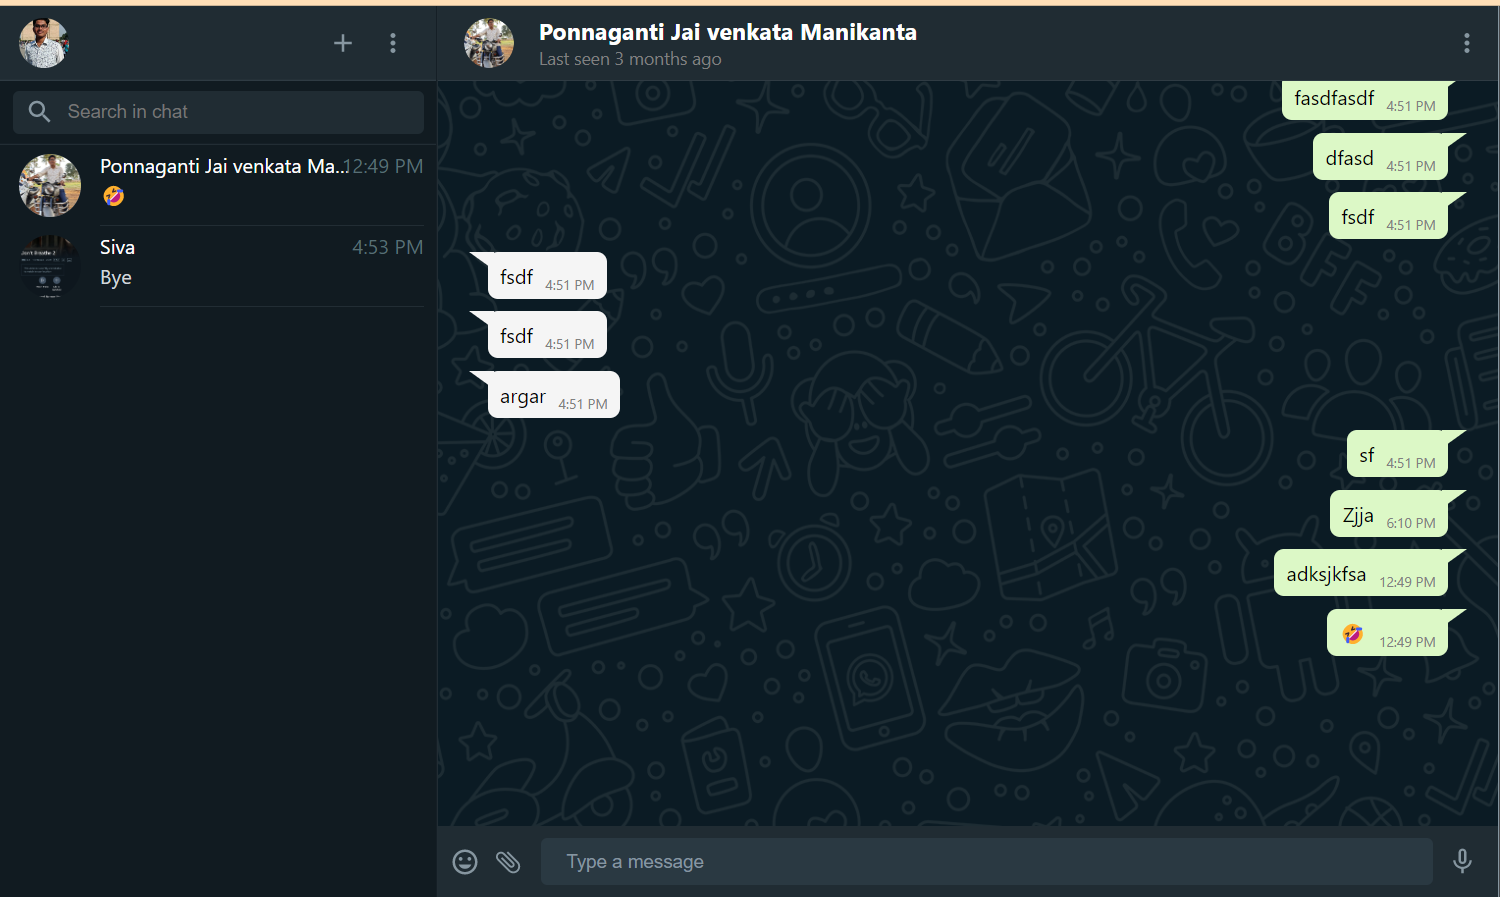 Ponnaganti Jai venkata Manikanta
Last seen 3 months ago
Search in chat
Ponnaganti Jai venkata Ma... 12:49 PM
🤣
Siva 4:53 PM
Bye
fasdfasdf 4:51 PM
dfasd 4:51 PM
fsdf 4:51 PM
fsdf 4:51 PM
fsdf 4:51 PM
argar 4:51 PM
sf 4:51 PM
Zjja 6:10 PM
adksjkfsa 12:49 PM
🤣 12:49 PM
Type a message